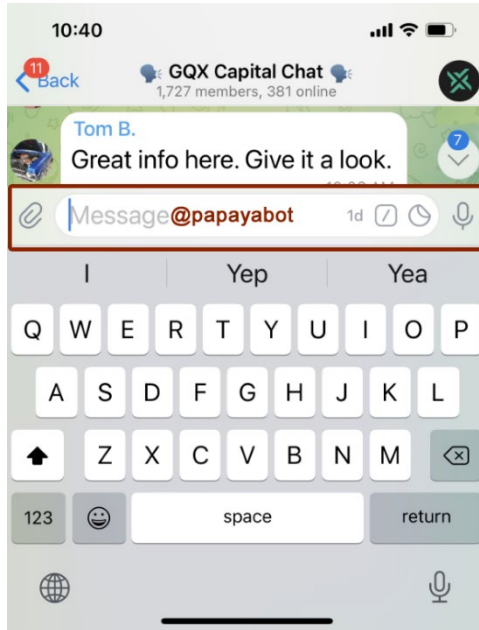 10:40
11
Back
🗣 GQX Capital Chat 🗣
1,727 members, 381 online
Tom B.
Great info here. Give it a look.
7
Message@papayabot 1d /
I Yep Yea
Q W E R T Y U I O P
A S D F G H J K L
Z X C V B N M
123 space return